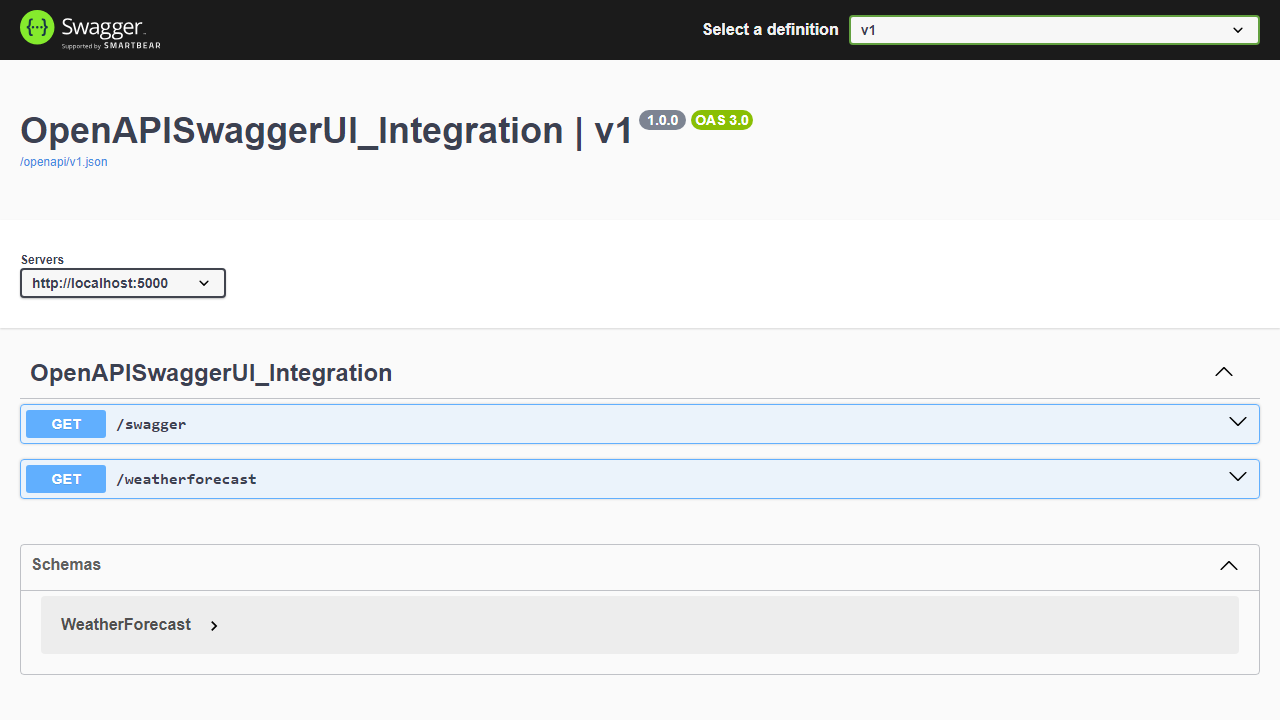 Swagger
Supported by SMARTBEAR
Select a definition
v1
OpenAPISwaggerUI_Integration | v1
1.0.0
OAS 3.0
/openapi/v1.json
Servers
http://localhost:5000
OpenAPISwaggerUI_Integration
GET /swagger
GET /weatherforecast
Schemas
WeatherForecast